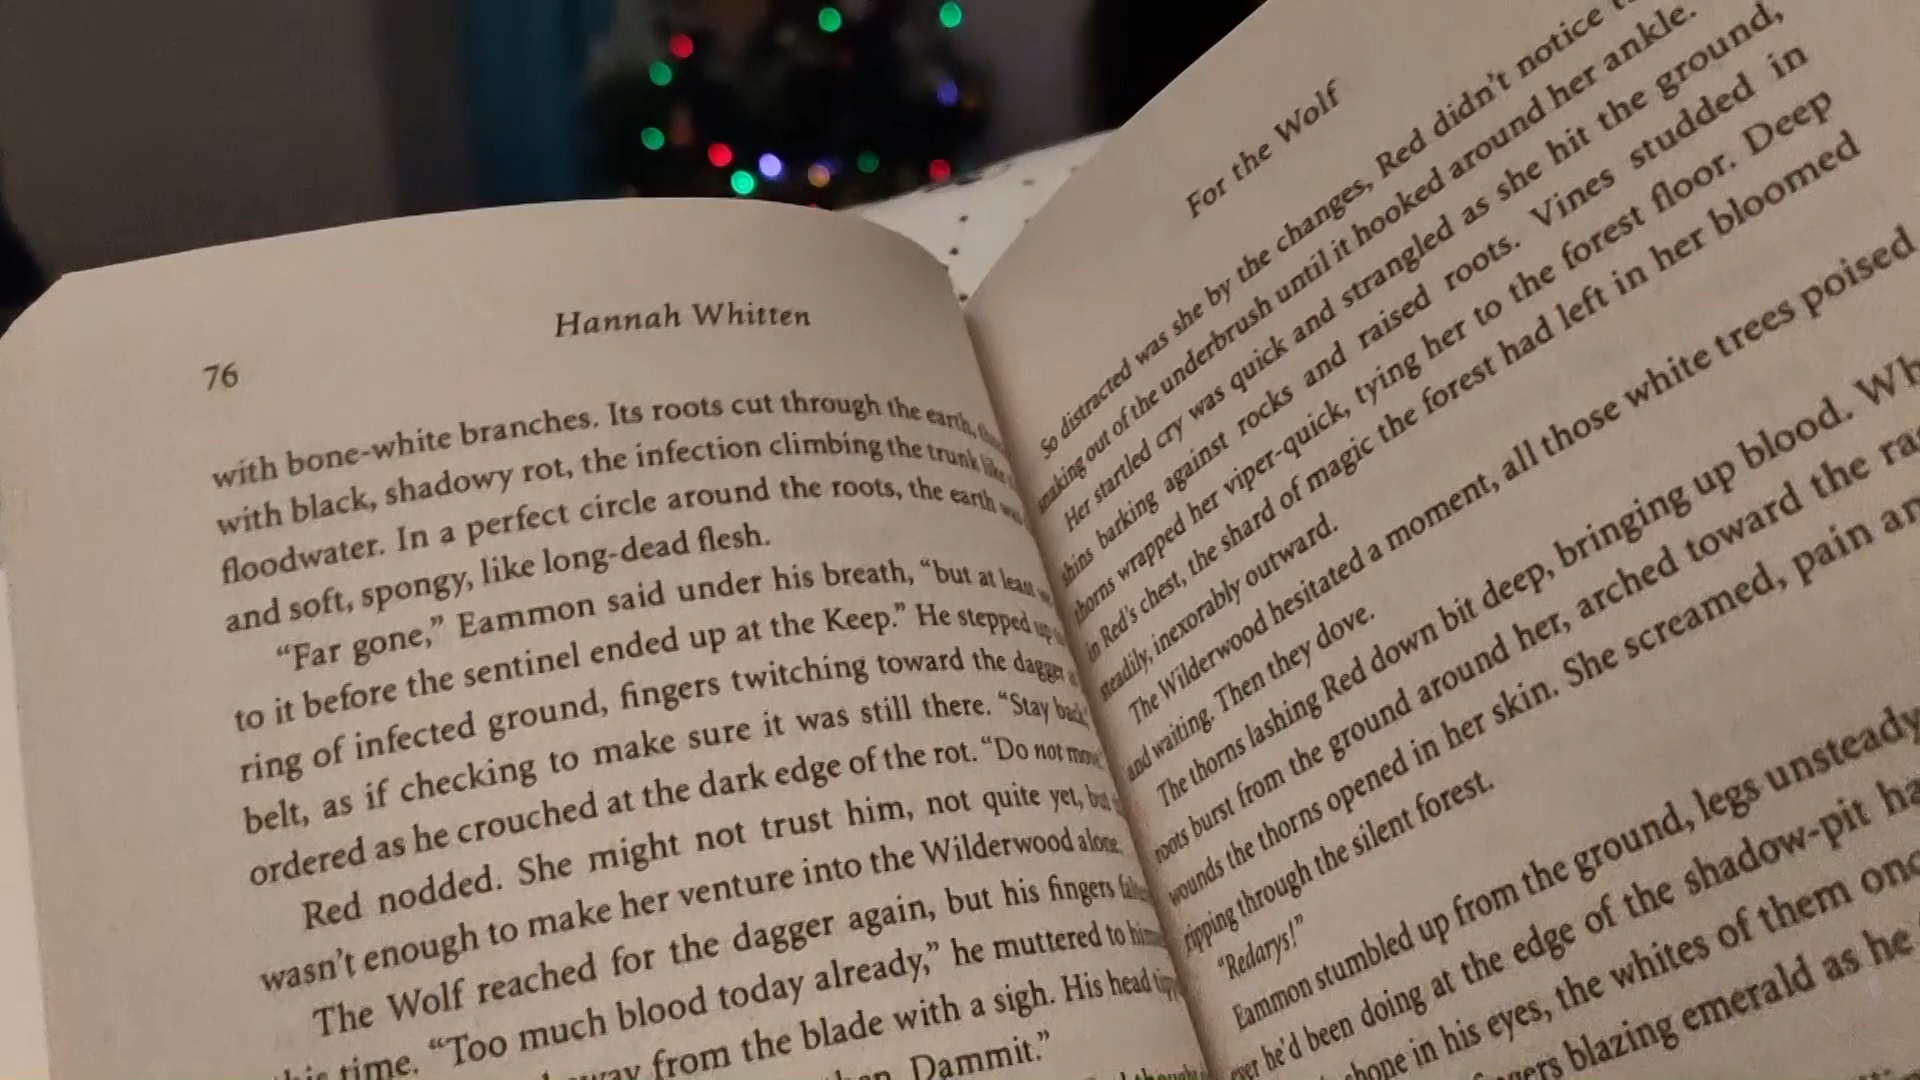 76
Hannah Whitten
with bone-white branches. Its roots cut through the earth,
with black, shadowy rot, the infection climbing the trunk like
floodwater. In a perfect circle around the roots, the earth was
and soft, spongy, like long-dead flesh.
“Far gone,” Eammon said under his breath, “but at least
to it before the sentinel ended up at the Keep.” He stepped up
ring of infected ground, fingers twitching toward the dagger
belt, as if checking to make sure it was still there. “Stay back,”
ordered as he crouched at the dark edge of the rot. “Do not move.”
Red nodded. She might not trust him, not quite yet, but
wasn’t enough to make her venture into the Wilderwood alone.
The Wolf reached for the dagger again, but his fingers
time. “Too much blood today already,” he muttered to
from the blade with a sigh. His head
Dammit.”
For the Wolf
So distracted was she by the changes, Red didn’t notice
snaking out of the underbrush until it hooked around her ankle.
Her startled cry was quick and strangled as she hit the ground,
shins barking against rocks and raised roots. Vines studded in
thorns wrapped her viper-quick, tying her to the forest floor. Deep
in Red’s chest, the shard of magic the forest had left in her bloomed
steadily, inexorably outward.
The Wilderwood hesitated a moment, all those white trees poised
and waiting. Then they dove.
The thorns lashing Red down bit deep, bringing up blood.
roots burst from the ground around her, arched toward the
wounds the thorns opened in her skin. She screamed, pain
ripping through the silent forest.
“Redarys!”
Eammon stumbled up from the ground, legs unsteady
he’d been doing at the edge of the shadow-pit
in his eyes, the whites of them
blazing emerald as he